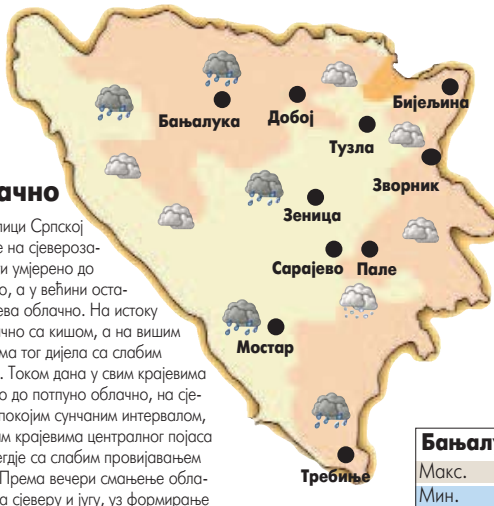 Бањалука
Добој
Бијељина
Тузла
Зворник
Зеница
Сарајево
Пале
Мостар
Требиње
ачно
лици Српској
е на сјевероза-
и умјерено до
о, а у већини оста-
ева облачно. На истоку
чно са кишом, а на вишим
ма тог дијела са слабим
. Током дана у свим крајевима
о до потпуно облачно, на сје-
покојим сунчаним интервалом,
им крајевима централног појаса
егдје са слабим провијавањем
Према вечери смањење обла-
а сјеверу и југу, уз формирање
Бањалу
Макс.
Мин.